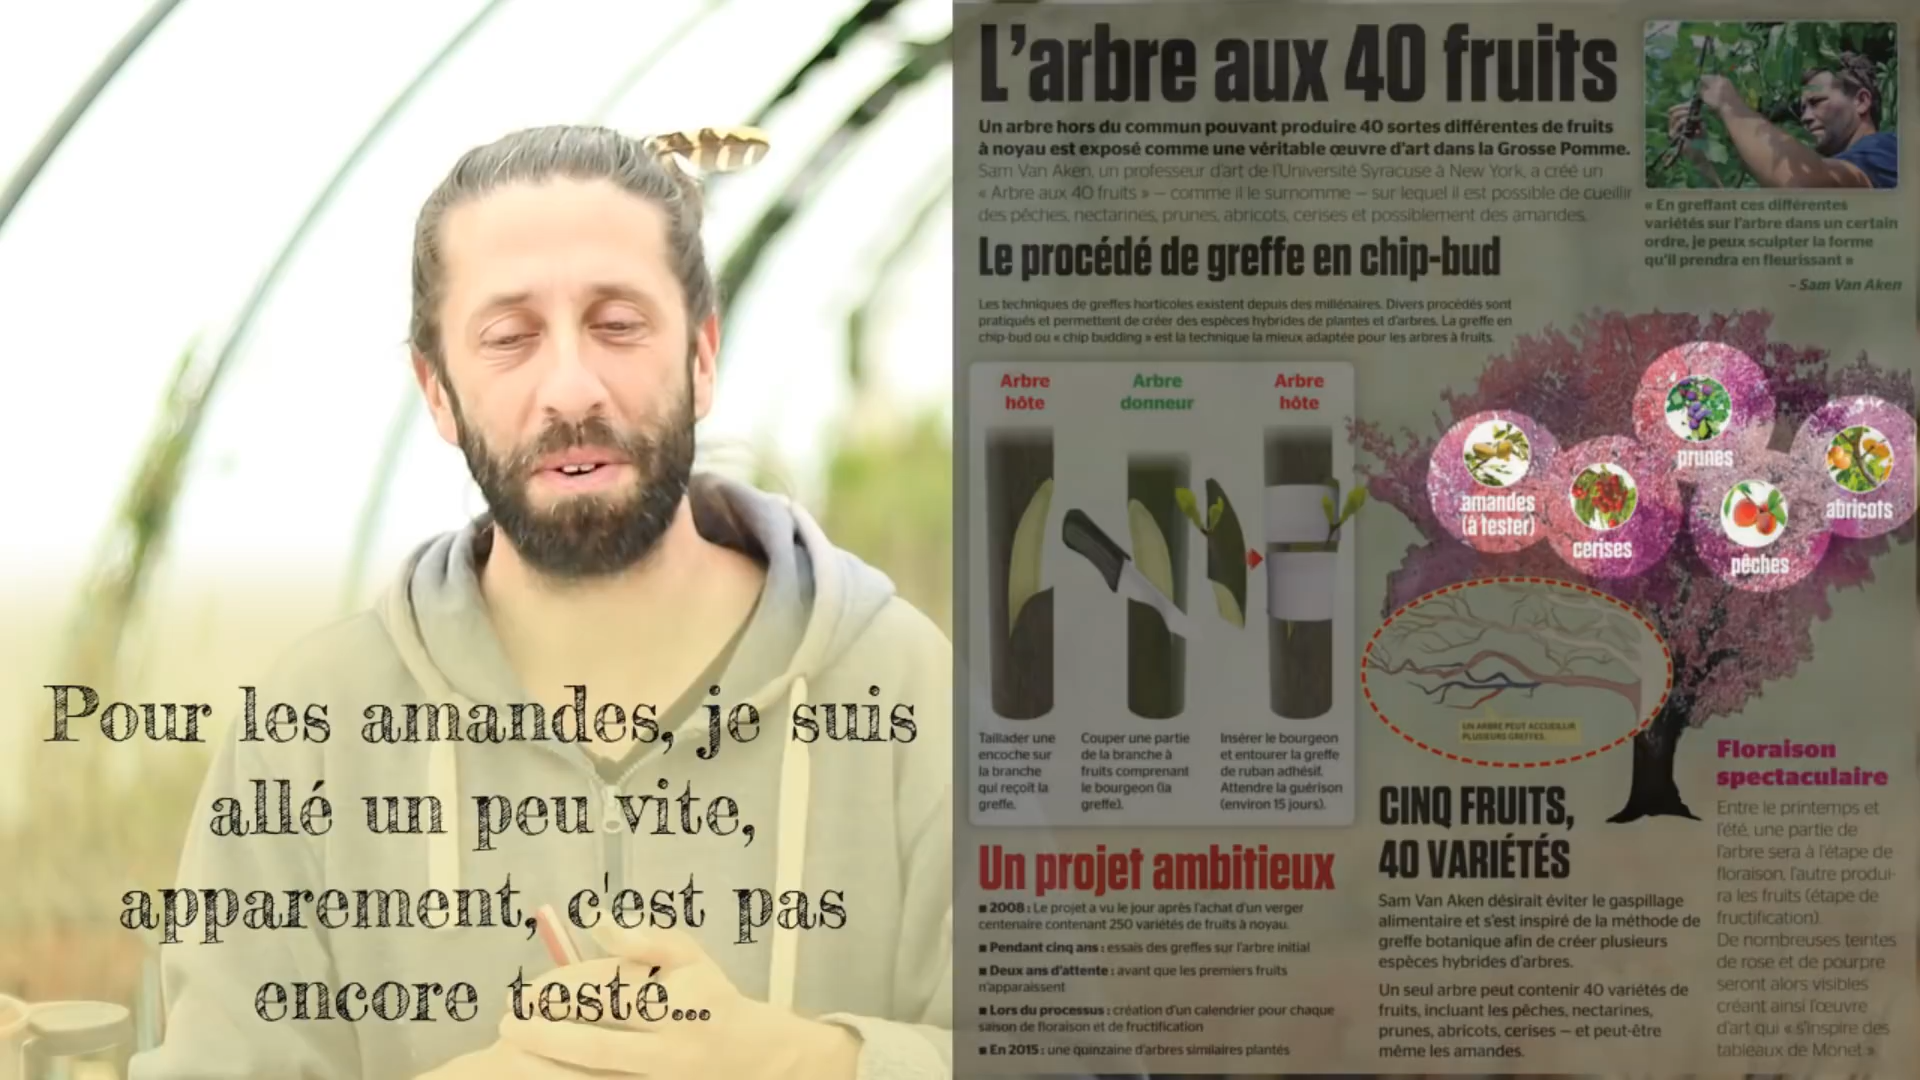 Pour les amandes, je suis
allé un peu vite,
apparement, c'est pas
encore testé...
L'arbre aux 40 fruits
Un arbre hors du commun pouvant produire 40 sortes différentes de fruits
à noyau est exposé comme une véritable œuvre d'art dans la Grosse Pomme.
Sam Van Aken, un professeur d'art de l'Université Syracuse à New York, a créé un
« Arbre aux 40 fruits » – comme il le surnomme – sur lequel il est possible de cueillir
des pêches, nectarines, prunes, abricots, cerises et possiblement des amandes.
« En greffant ces différentes
variétés sur l'arbre dans un certain
ordre, je peux sculpter la forme
qu'il prendra en fleurissant »
– Sam Van Aken
Le procédé de greffe en chip-bud
Les techniques de greffes horticoles existent depuis des millénaires. Divers procédés sont
pratiqués et permettent de créer des espèces hybrides de plantes et d'arbres. La greffe en
chip-bud ou « chip budding » est la technique la mieux adaptée pour les arbres à fruits.
Arbre
hôte
Arbre
donneur
Arbre
hôte
Taillader une
encoche sur
la branche
qui reçoit la
greffe.
Couper une partie
de la branche à
fruits comprenant
le bourgeon (la
greffe).
Insérer le bourgeon
et entourer la greffe
de ruban adhésif.
Attendre la guérison
(environ 15 jours).
amandes
(à tester)
cerises
prunes
pêches
abricots
UN ARBRE PEUT ACCUEILLIR
PLUSIEURS GREFFES.
Un projet ambitieux
■ 2008 : Le projet a vu le jour après l'achat d'un verger
centenaire contenant 250 variétés de fruits à noyau.
■ Pendant cinq ans : essais des greffes sur l'arbre initial
■ Deux ans d'attente : avant que les premiers fruits
n'apparaissent
■ Lors du processus : création d'un calendrier pour chaque
saison de floraison et de fructification
■ En 2015 : une quinzaine d'arbres similaires plantés
CINQ FRUITS,
40 VARIÉTÉS
Sam Van Aken désirait éviter le gaspillage
alimentaire et s'est inspiré de la méthode de
greffe botanique afin de créer plusieurs
espèces hybrides d'arbres.
Un seul arbre peut contenir 40 variétés de
fruits, incluant les pêches, nectarines,
prunes, abricots, cerises – et peut-être
même les amandes.
Floraison
spectaculaire
Entre le printemps et
l'été, une partie de
l'arbre sera à l'étape de
floraison, l'autre produi-
ra les fruits (étape de
fructification).
De nombreuses teintes
de rose et de pourpre
seront alors visibles
créant ainsi l'œuvre
d'art qui « s'inspire des
tableaux de Monet ».